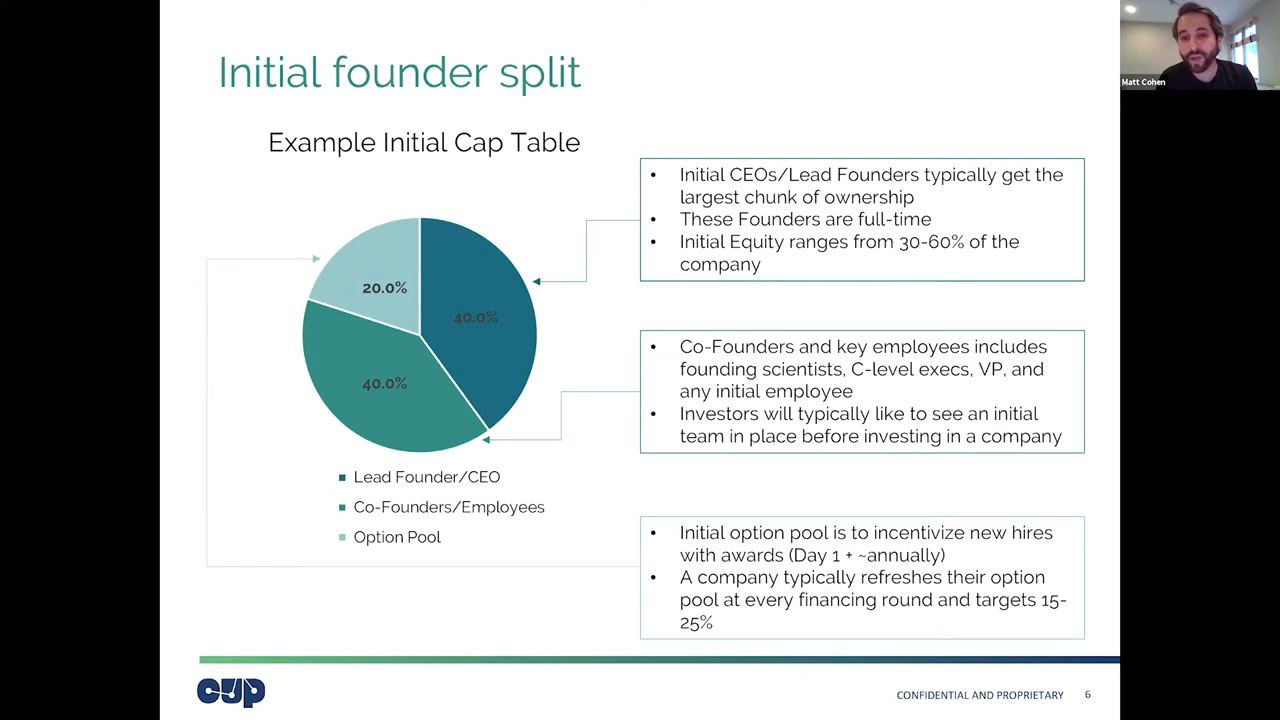 Initial founder split
Example Initial Cap Table
20.0%
40.0%
40.0%
Lead Founder/CEO
Co-Founders/Employees
Option Pool
• Initial CEOs/Lead Founders typically get the
largest chunk of ownership
• These Founders are full-time
• Initial Equity ranges from 30-60% of the
company
• Co-Founders and key employees includes
founding scientists, C-level execs, VP, and
any initial employee
• Investors will typically like to see an initial
team in place before investing in a company
• Initial option pool is to incentivize new hires
with awards (Day 1 + ~annually)
• A company typically refreshes their option
pool at every financing round and targets 15-
25%
Matt Cohen
cup
CONFIDENTIAL AND PROPRIETARY 6